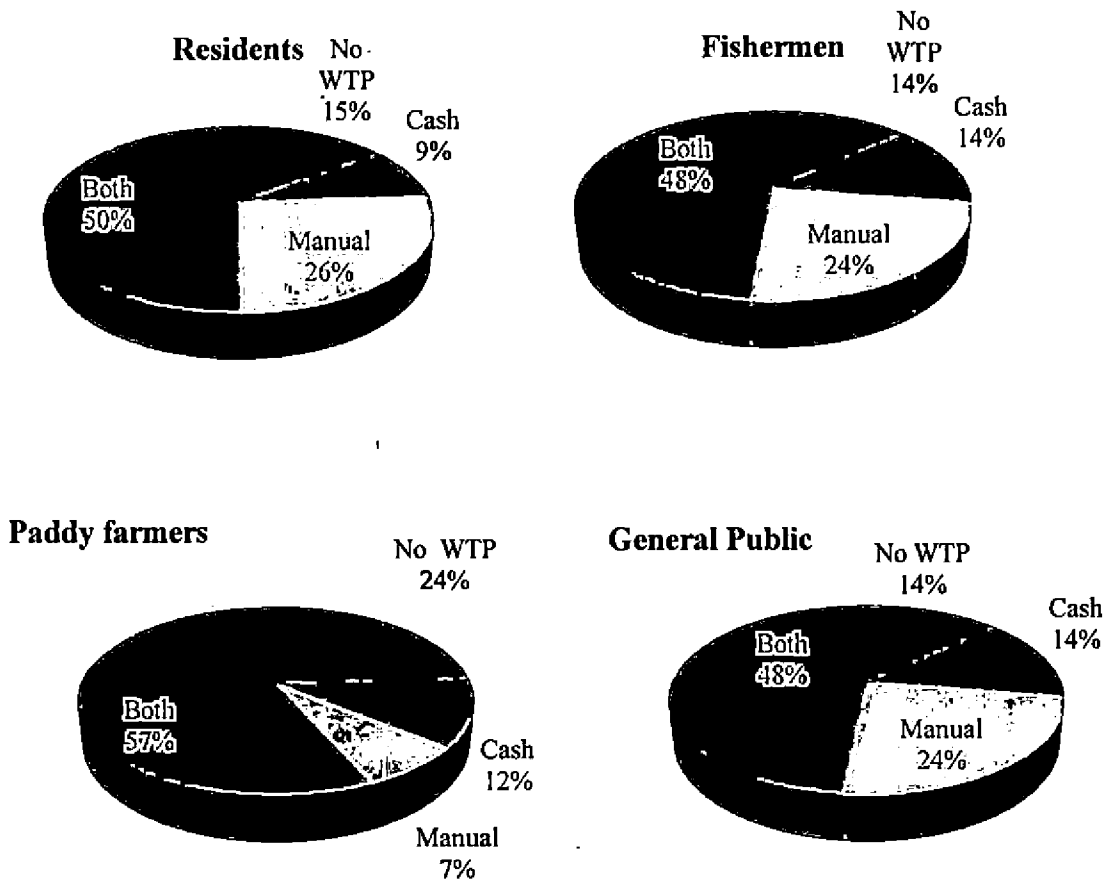 Residents
No
WTP
15%
Cash
9%
Both
50%
Manual
26%
Fishermen
No
WTP
14%
Cash
14%
Both
48%
Manual
24%
Paddy farmers
No WTP
24%
Both
57%
Cash
12%
Manual
7%
General Public
No WTP
14%
Cash
14%
Both
48%
Manual
24%